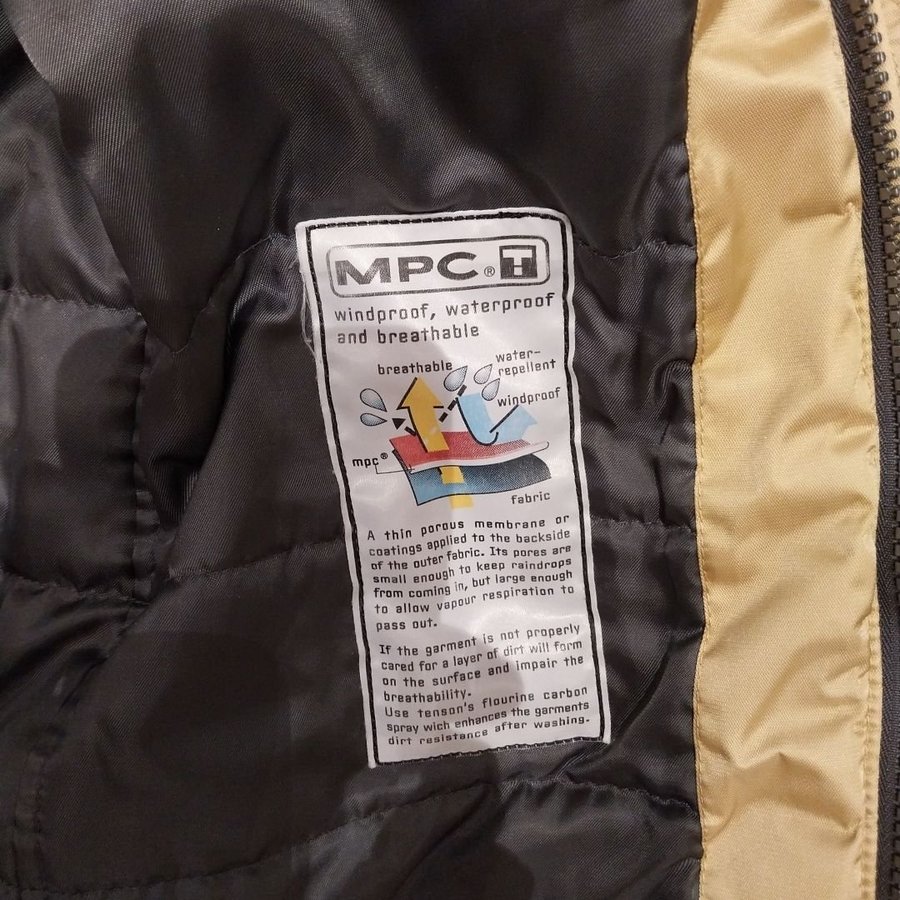 MPC® H
windproof, waterproof
and breathable
breathable
water-
repellent
windproof
mpc®
fabric
A thin porous membrane or
coatings applied to the backside
of the outer fabric. Its pores are
small enough to keep raindrops
from coming in, but large enough
to allow vapour respiration to
pass out.
If the garment is not properly
cared for a layer of dirt will form
on the surface and impair the
breathability.
Use tenson's flourine carbon
spray wich enhances the garments
dirt resistance after washing.